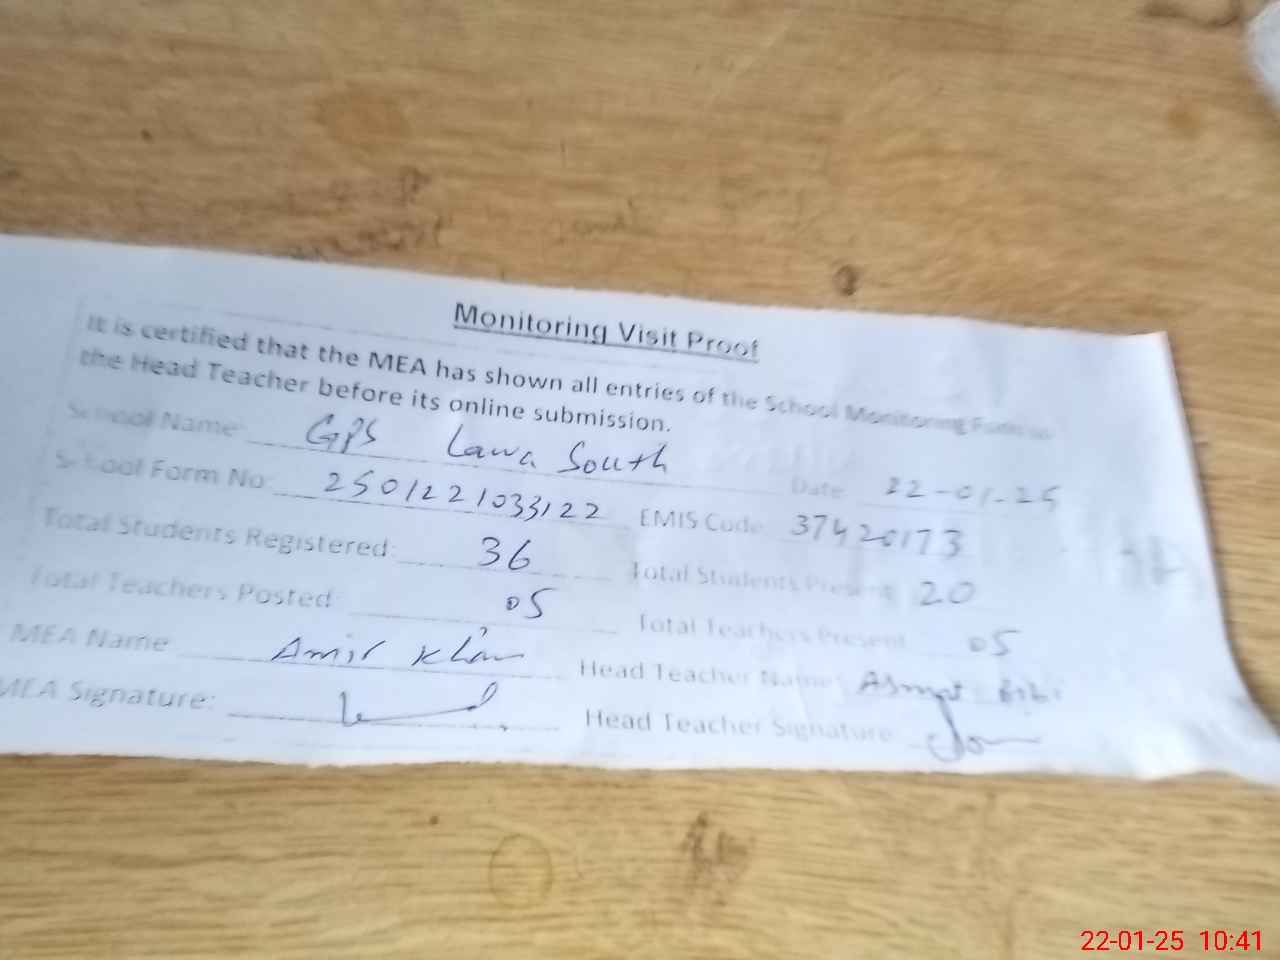 Monitoring Visit Proof
It is certified that the MEA has shown all entries of the School Monitoring Form to
the Head Teacher before its online submission.
School Name: GPS Lawa South Date 22-01-25
School Form No: 2501221033122 EMIS Code: 37420173
Total Students Registered: 36 Total Students Present 20
Total Teachers Posted: 05 Total Teachers Present 05
MEA Name Amir Khan Head Teacher Name: Asmat Bibi
MEA Signature: Head Teacher Signature
22-01-25 10:41